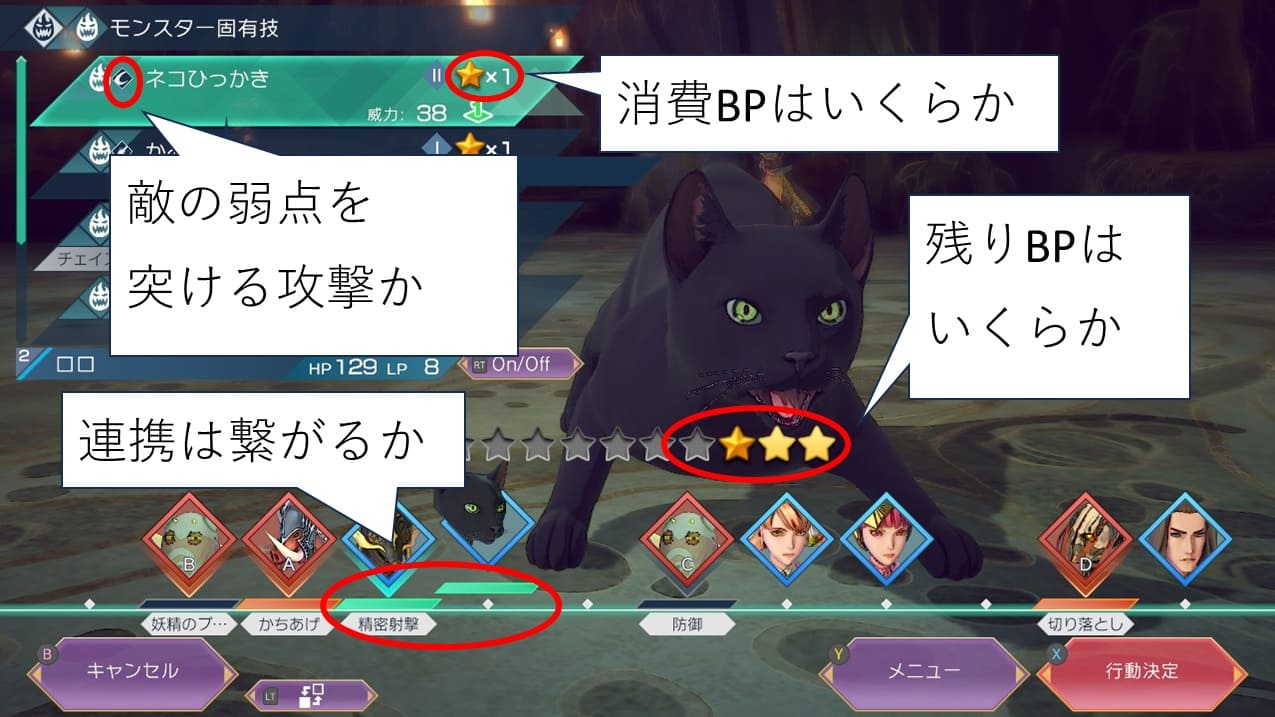 モンスター固有技
ネコひっかき
II
×1
消費BPはいくらか
威力: 38
1
I
×1
敵の弱点を
突ける攻撃か
残りBPは
いくらか
チェイ
2
□□
HP 129 LP 8
RT On/Off
連携は繋がるか
B
A
C
D
妖精のプ…
かちあげ
精密射撃
防御
切り落とし
B キャンセル
LT
Y メニュー
X 行動決定